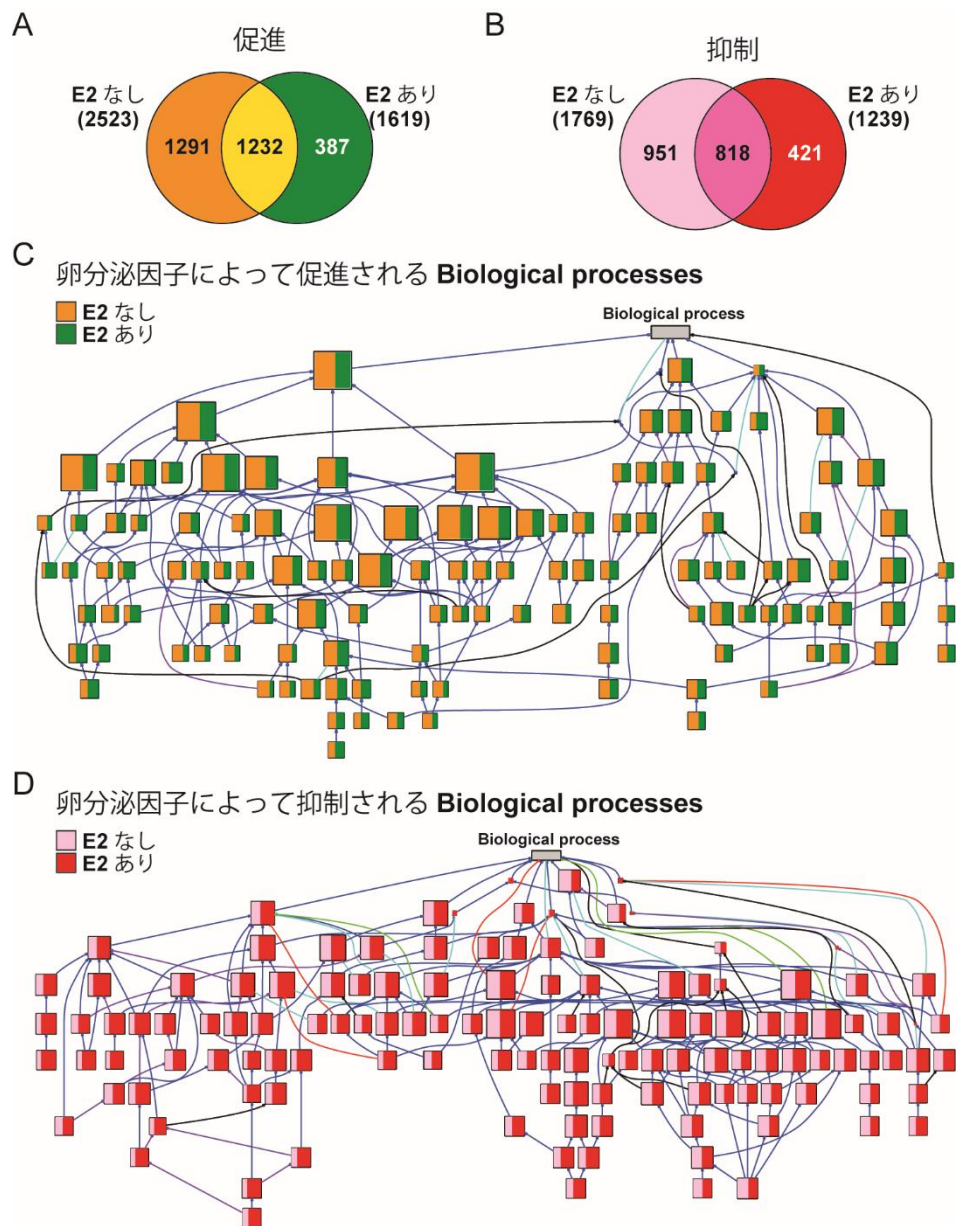 A
促進
E2 なし
(2523)
E2 あり
(1619)
1291
1232
387
B
抑制
E2 なし
(1769)
E2 あり
(1239)
951
818
421
C
卵分泌因子によって促進される Biological processes
E2 なし
E2 あり
Biological process
D
卵分泌因子によって抑制される Biological processes
E2 なし
E2 あり
Biological process